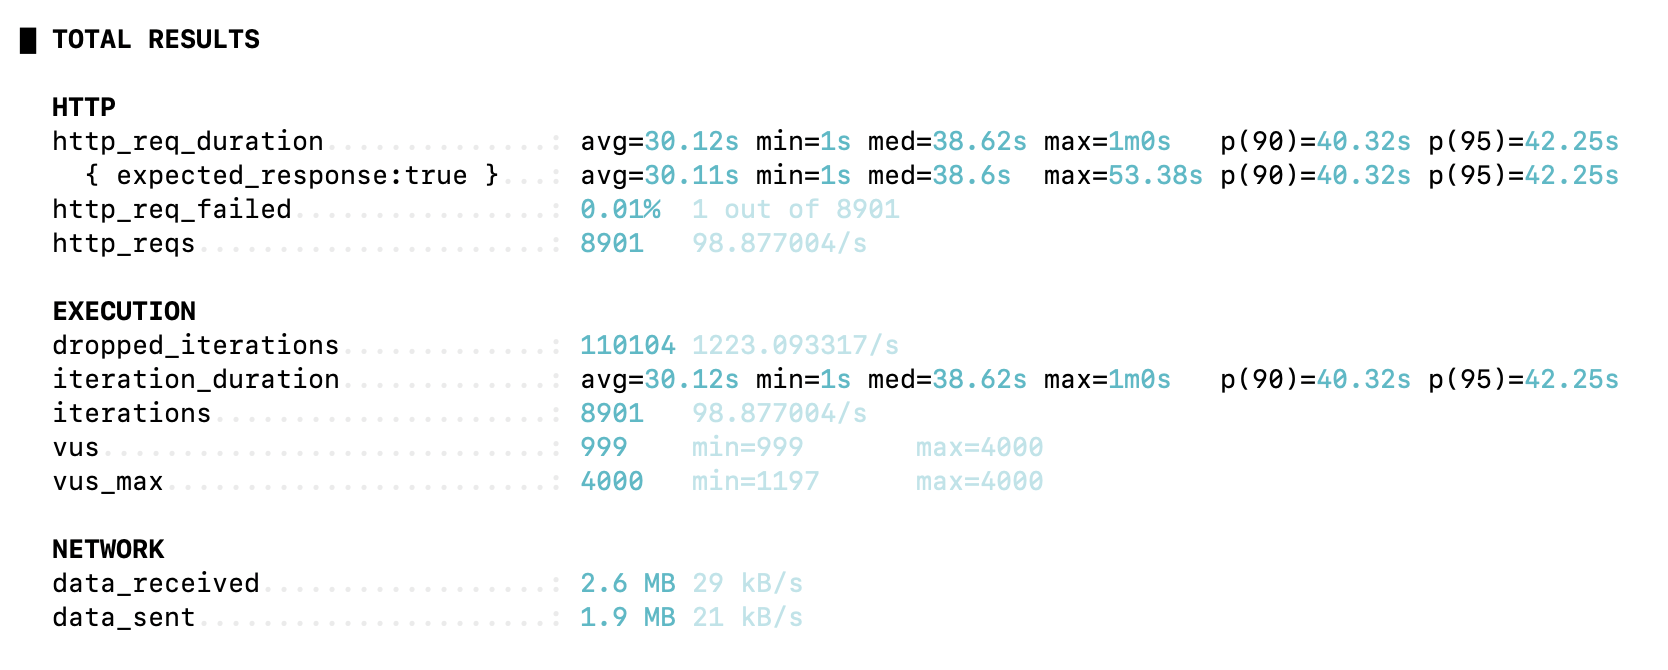 █ TOTAL RESULTS
HTTP
http_req_duration..............: avg=30.12s min=1s med=38.62s max=1m0s   p(90)=40.32s p(95)=42.25s
  { expected_response:true }...: avg=30.11s min=1s med=38.6s  max=53.38s p(90)=40.32s p(95)=42.25s
http_req_failed................: 0.01%  1 out of 8901
http_reqs......................: 8901   98.877004/s
EXECUTION
dropped_iterations.............: 110104 1223.093317/s
iteration_duration.............: avg=30.12s min=1s med=38.62s max=1m0s   p(90)=40.32s p(95)=42.25s
iterations.....................: 8901   98.877004/s
vus............................: 999    min=999       max=4000
vus_max........................: 4000   min=1197      max=4000
NETWORK
data_received..................: 2.6 MB 29 kB/s
data_sent......................: 1.9 MB 21 kB/s